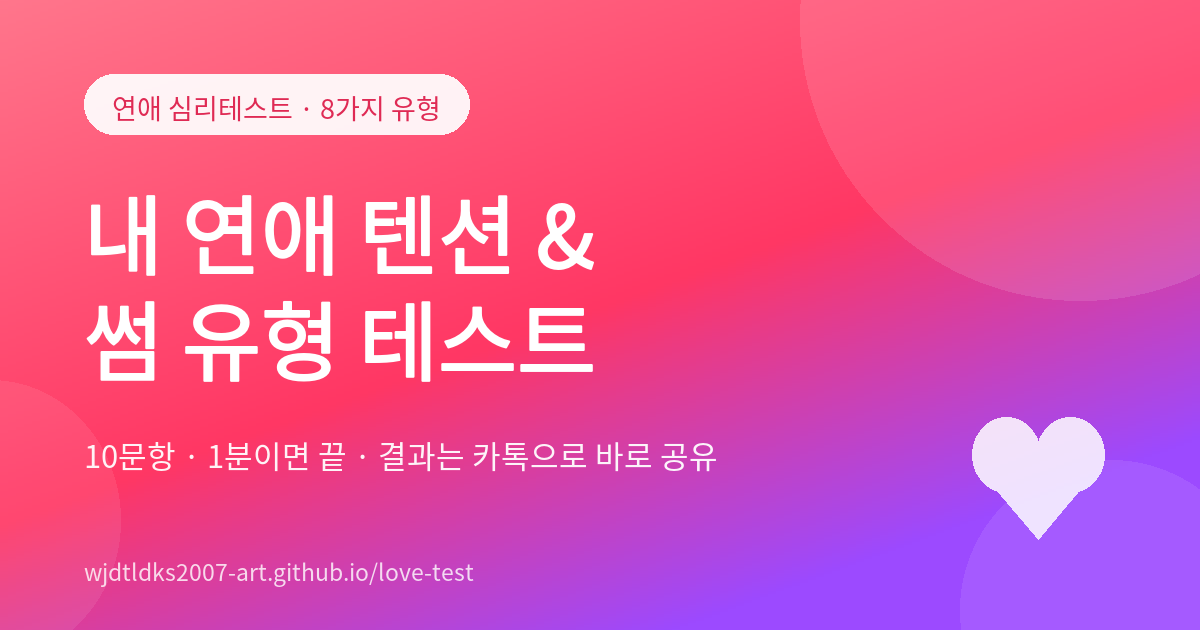 연애 심리테스트 · 8가지 유형
내 연애 텐션 &
썸 유형 테스트
10문항 · 1분이면 끝 · 결과는 카톡으로 바로 공유
wjdtldks2007-art.github.io/love-test